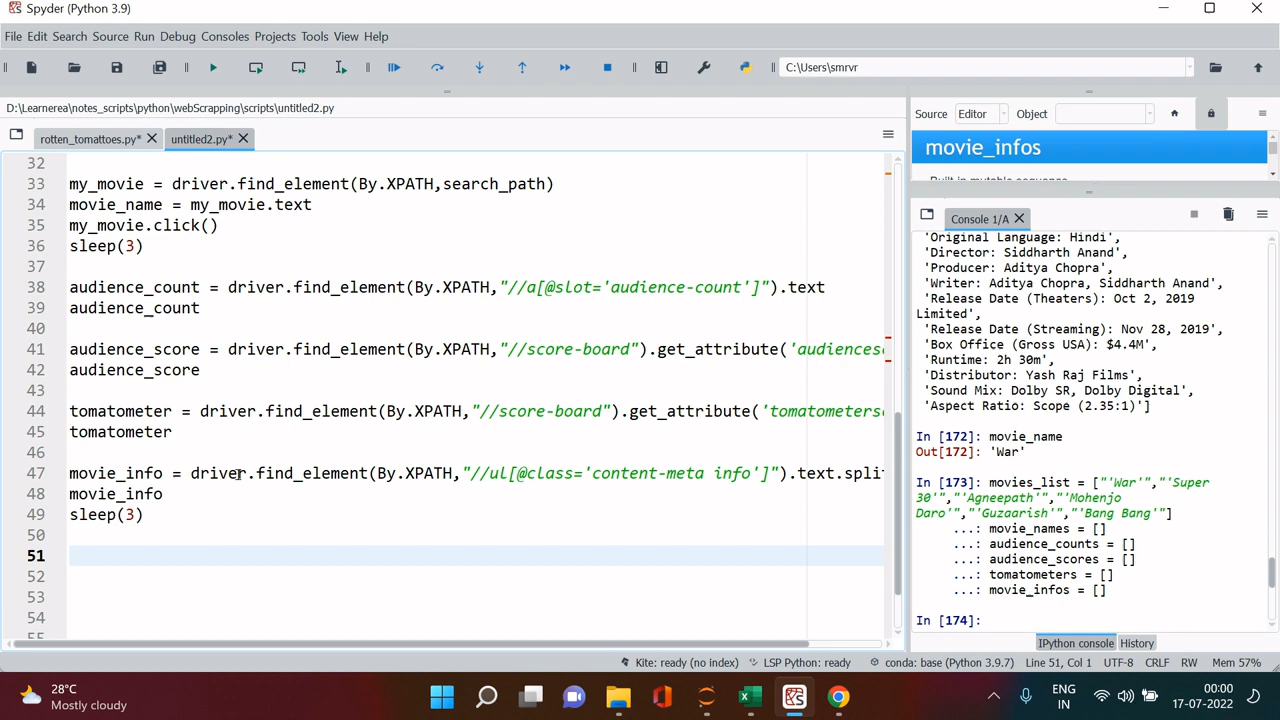 Spyder (Python 3.9)
File Edit Search Source Run Debug Consoles Projects Tools View Help
C:\Users\smrvr
D:\Learnerea\notes_scripts\python\webScrapping\scripts\untitled2.py
rotten_tomattoes.py*
untitled2.py*
32
33 my_movie = driver.find_element(By.XPATH,search_path)
34 movie_name = my_movie.text
35 my_movie.click()
36 sleep(3)
37
38 audience_count = driver.find_element(By.XPATH,"//a[@slot='audience-count']").text
39 audience_count
40
41 audience_score = driver.find_element(By.XPATH,"//score-board").get_attribute('audiencesc
42 audience_score
43
44 tomatometer = driver.find_element(By.XPATH,"//score-board").get_attribute('tomatometersc
45 tomatometer
46
47 movie_info = driver.find_element(By.XPATH,"//ul[@class='content-meta info']").text.split
48 movie_info
49 sleep(3)
50
51
52
53
54
55
Source Editor Object
movie_infos
Built-in mutable sequence
Console 1/A
'Original Language: Hindi',
'Director: Siddharth Anand',
'Producer: Aditya Chopra',
'Writer: Aditya Chopra, Siddharth Anand',
'Release Date (Theaters): Oct 2, 2019
Limited',
'Release Date (Streaming): Nov 28, 2019',
'Box Office (Gross USA): $4.4M',
'Runtime: 2h 30m',
'Distributor: Yash Raj Films',
'Sound Mix: Dolby SR, Dolby Digital',
'Aspect Ratio: Scope (2.35:1)']
In [172]: movie_name
Out[172]: 'War'
In [173]: movies_list = ["'War'","'Super
30'","'Agneepath'","'Mohenjo
Daro'","'Guzaarish'","'Bang Bang'"]
...: movie_names = []
...: audience_counts = []
...: audience_scores = []
...: tomatometers = []
...: movie_infos = []
In [174]:
IPython console History
Kite: ready (no index) LSP Python: ready conda: base (Python 3.9.7) Line 51, Col 1 UTF-8 CRLF RW Mem 57%
28°C
Mostly cloudy
ENG
IN
00:00
17-07-2022